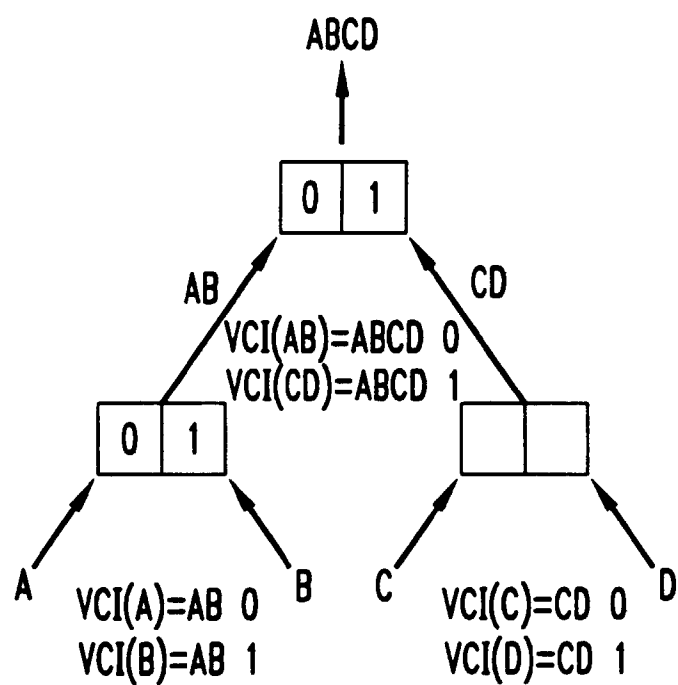 ABCD
0 1
AB
CD
VCI(AB)=ABCD 0
VCI(CD)=ABCD 1
0 1
A
B
C
D
VCI(A)=AB 0
VCI(B)=AB 1
VCI(C)=CD 0
VCI(D)=CD 1